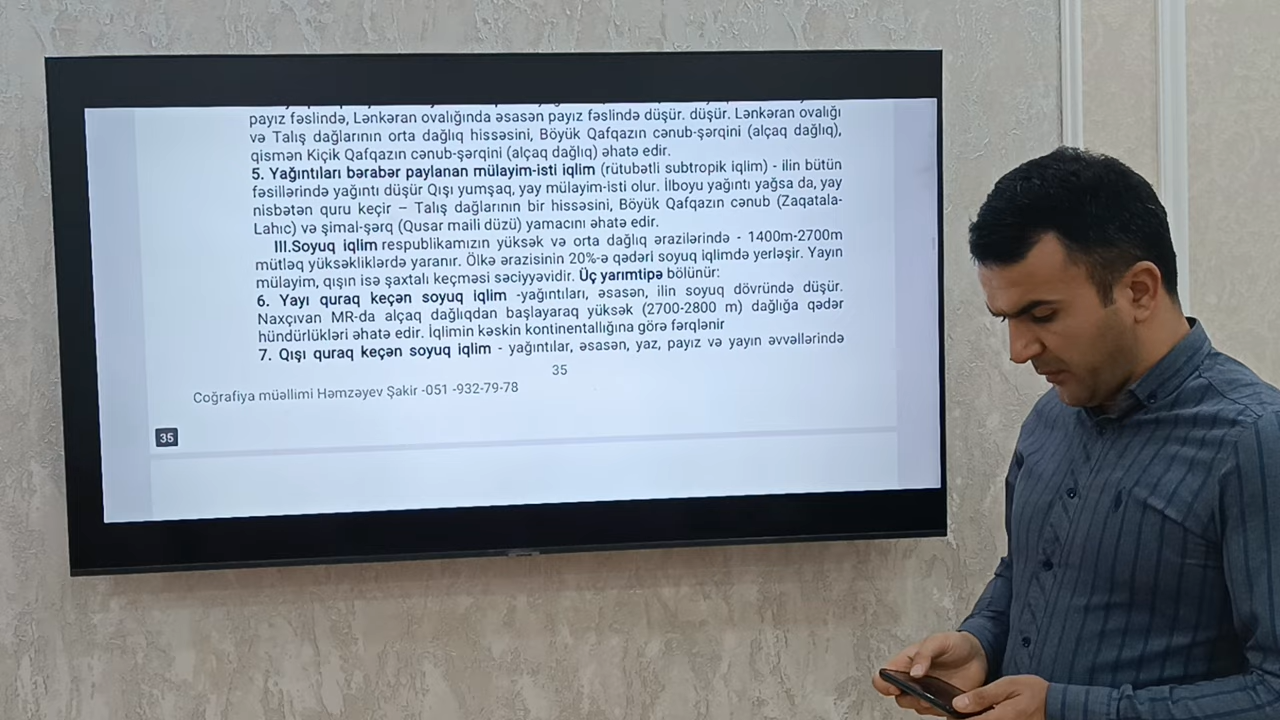 payız fəslində, Lənkəran ovalığında əsasən payız fəslində düşür. düşür. Lənkəran ovalığı
və Talış dağlarının orta dağlıq hissəsini, Böyük Qafqazın cənub-şərqini (alçaq dağlıq),
qismən Kiçik Qafqazın cənub-şərqini (alçaq dağlıq) əhatə edir.
5. Yağıntıları bərabər paylanan mülayim-isti iqlim (rütubətli subtropik iqlim) - ilin bütün
fəsillərində yağıntı düşür Qışı yumşaq, yay mülayim-isti olur. İlboyu yağıntı yağsa da, yay
nisbətən quru keçir – Talış dağlarının bir hissəsini, Böyük Qafqazın cənub (Zaqatala-
Lahıc) və şimal-şərq (Qusar maili düzü) yamacını əhatə edir.
III.Soyuq iqlim respublikamızın yüksək və orta dağlıq ərazilərində - 1400m-2700m
mütləq yüksəkliklərdə yaranır. Ölkə ərazisinin 20%-ə qədəri soyuq iqlimdə yerləşir. Yayın
mülayim, qışın isə şaxtalı keçməsi səciyyəvidir. Üç yarımtipə bölünür:
6. Yayı quraq keçən soyuq iqlim -yağıntıları, əsasən, ilin soyuq dövründə düşür.
Naxçıvan MR-da alçaq dağlıqdan başlayaraq yüksək (2700-2800 m) dağlığa qədər
hündürlükləri əhatə edir. İqlimin kəskin kontinentallığına görə fərqlənir
7. Qışı quraq keçən soyuq iqlim - yağıntılar, əsasən, yaz, payız və yayın əvvəllərində
35
Coğrafiya müəllimi Həmzəyev Şakir -051 -932-79-78
35